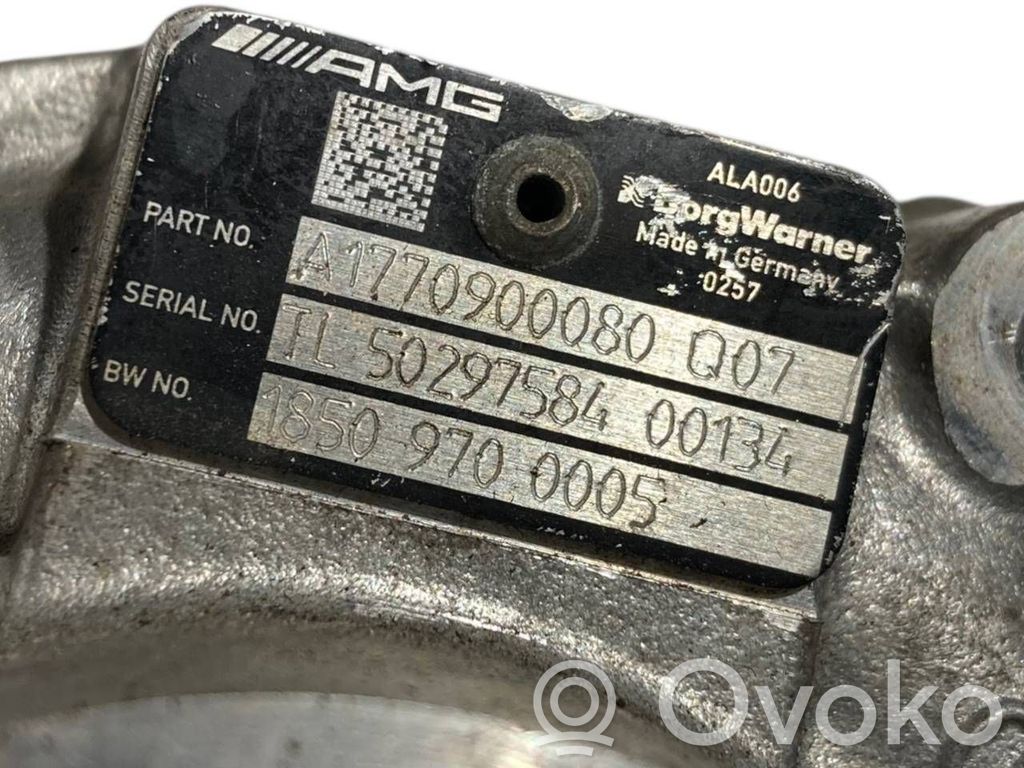 AMG
ALA006
BorgWarner
Made in Germany
0257
PART NO.
A1770900080 Q07
SERIAL NO.
TL 50297584 00134
BW NO.
1850 970 0005
Ovoko